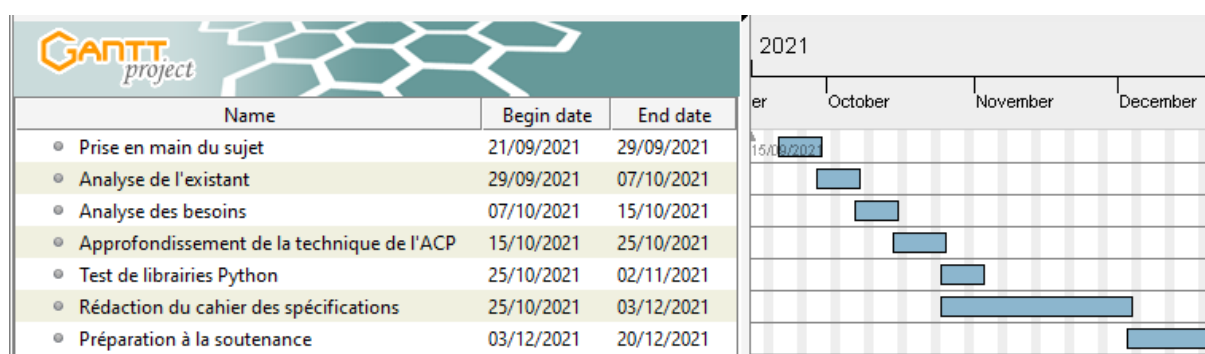 GANTT
project
2021
er October November December
Name Begin date End date
15/09/2021
Prise en main du sujet 21/09/2021 29/09/2021
Analyse de l'existant 29/09/2021 07/10/2021
Analyse des besoins 07/10/2021 15/10/2021
Approfondissement de la technique de l'ACP 15/10/2021 25/10/2021
Test de librairies Python 25/10/2021 02/11/2021
Rédaction du cahier des spécifications 25/10/2021 03/12/2021
Préparation à la soutenance 03/12/2021 20/12/2021